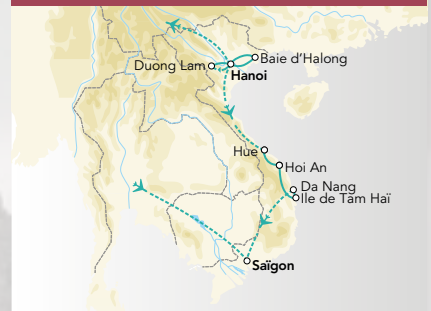 Baie d'Halong
Duong Lam
Hanoi
Hue
Hoi An
Da Nang
Ile de Tam Haï
Saïgon